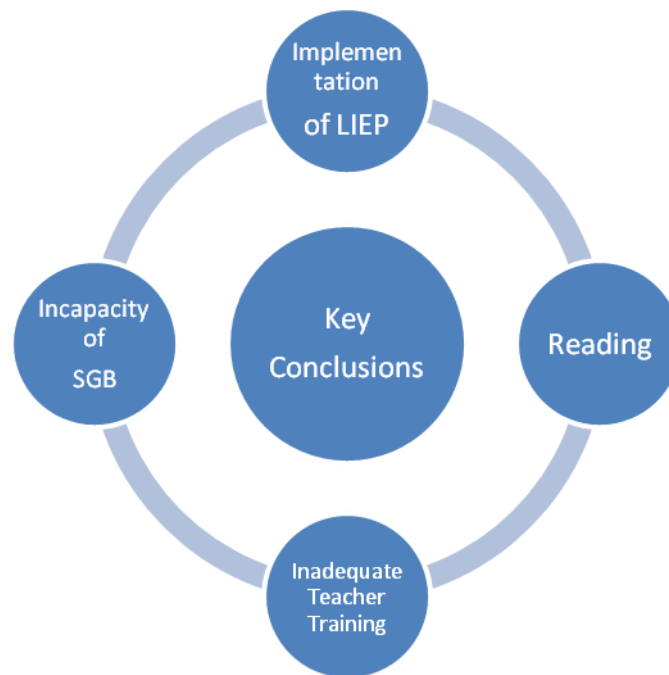 Implemen
tation
of LIEP
Incapacity
of
SGB
Key
Conclusions
Reading
Inadequate
Teacher
Training